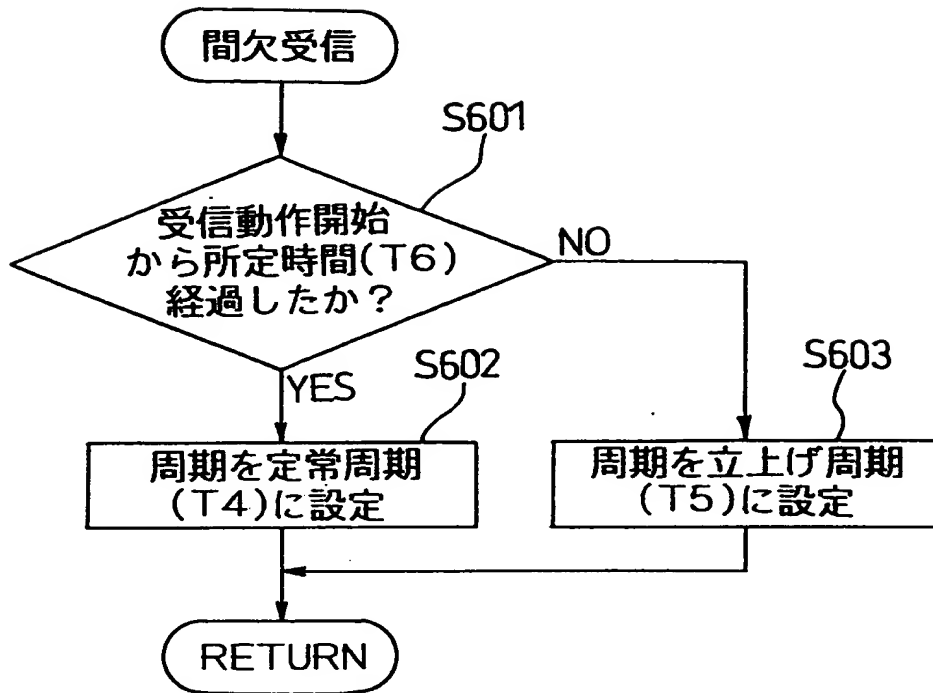 間欠受信
S601
受信動作開始
から所定時間(T6)
経過したか？
NO
YES
S602
周期を定常周期
(T4)に設定
S603
周期を立上げ周期
(T5)に設定
RETURN